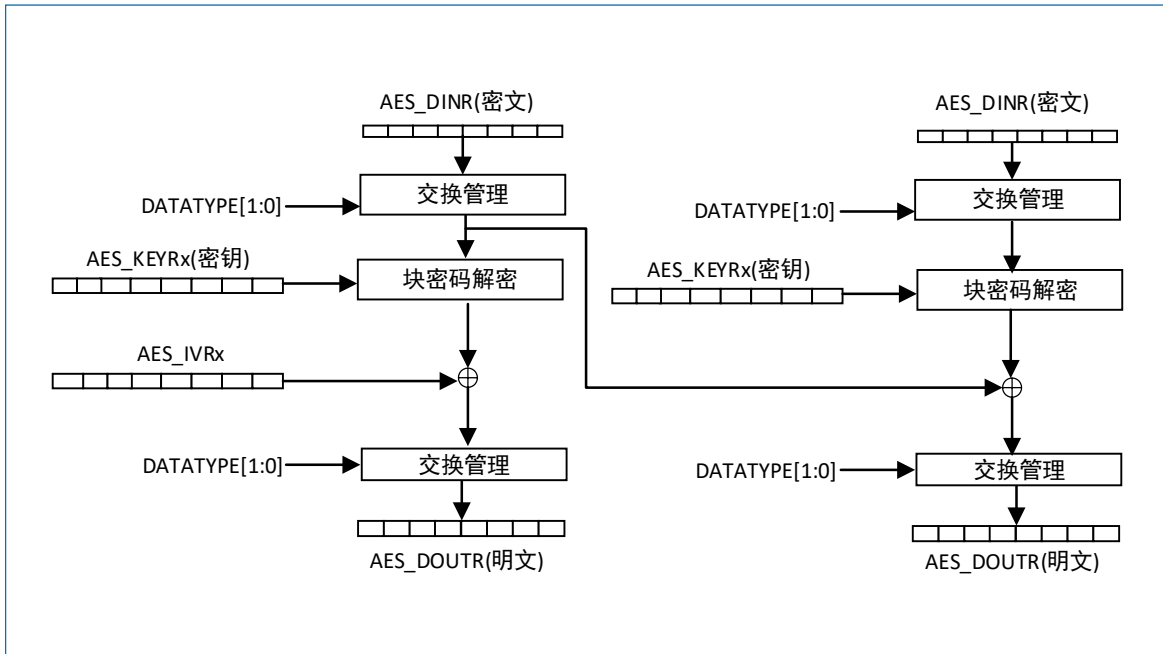 AES_DINR(密文)
交换管理
DATATYPE[1:0]
AES_KEYRx(密钥)
块密码解密
AES_IVRx
DATATYPE[1:0]
交换管理
AES_DOUTR(明文)
AES_DINR(密文)
交换管理
DATATYPE[1:0]
AES_KEYRx(密钥)
块密码解密
DATATYPE[1:0]
交换管理
AES_DOUTR(明文)